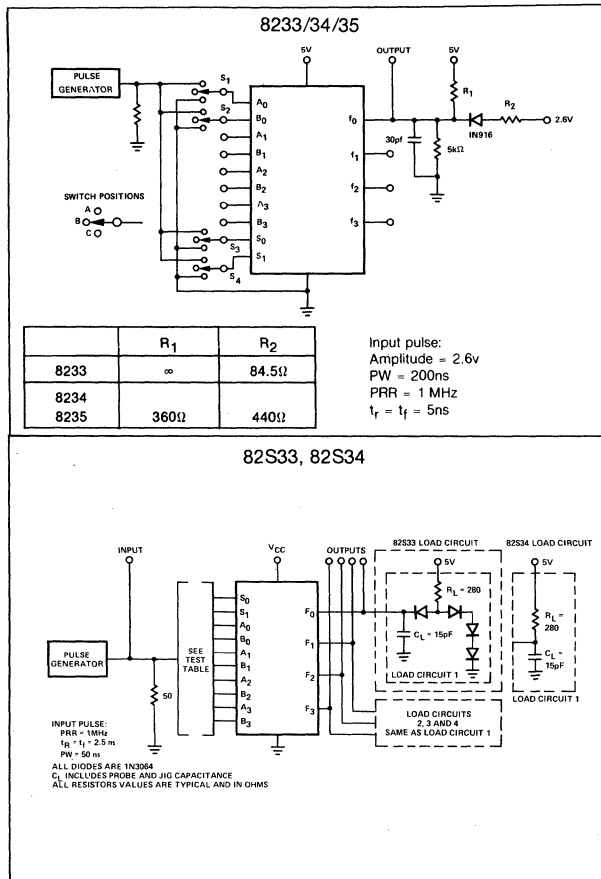 8233/34/35
5V
OUTPUT
5V
PULSE
GENERATOR
S1
S2
A0
B0
A1
B1
A2
B2
Λ3
B3
S0
S1
S3
S4
f0
f1
f2
f3
R1
R2
IN916
2.6V
30pf
5kΩ
SWITCH POSITIONS
A
B
C
R1 R2
8233 ∞ 84.5Ω
8234
8235 360Ω 440Ω
Input pulse:
Amplitude = 2.6v
PW = 200ns
PRR = 1 MHz
tr = tf = 5ns
82S33, 82S34
INPUT
VCC
OUTPUTS
82S33 LOAD CIRCUIT
82S34 LOAD CIRCUIT
5V
5V
PULSE
GENERATOR
50
SEE
TEST
TABLE
S0
S1
A0
B0
A1
B1
A2
B2
A3
B3
F0
F1
F2
F3
RL = 280
CL = 15pF
LOAD CIRCUIT 1
RL =
280
CL =
15pF
LOAD CIRCUIT 1
LOAD CIRCUITS
2, 3 AND 4
SAME AS LOAD CIRCUIT 1
INPUT PULSE:
PRR = 1MHz
tR = tf = 2.5 ns
PW = 50 ns
ALL DIODES ARE 1N3064
CL INCLUDES PROBE AND JIG CAPACITANCE
ALL RESISTORS VALUES ARE TYPICAL AND IN OHMS